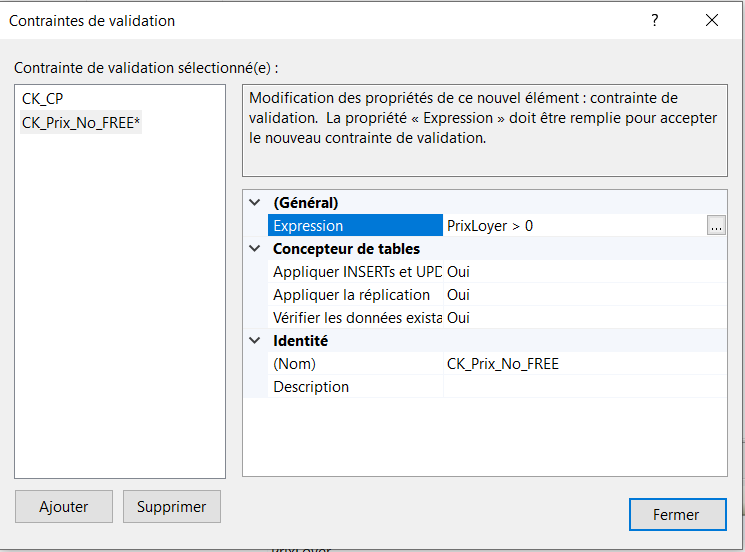 Contraintes de validation
?
Contrainte de validation sélectionné(e) :
CK_CP
CK_Prix_No_FREE*
Modification des propriétés de ce nouvel élément : contrainte de
validation.  La propriété « Expression » doit être remplie pour accepter
le nouveau contrainte de validation.
(Général)
Expression PrixLoyer > 0 ...
Concepteur de tables
Appliquer INSERTs et UPD Oui
Appliquer la réplication Oui
Vérifier les données exista Oui
Identité
(Nom) CK_Prix_No_FREE
Description
Ajouter Supprimer
Fermer